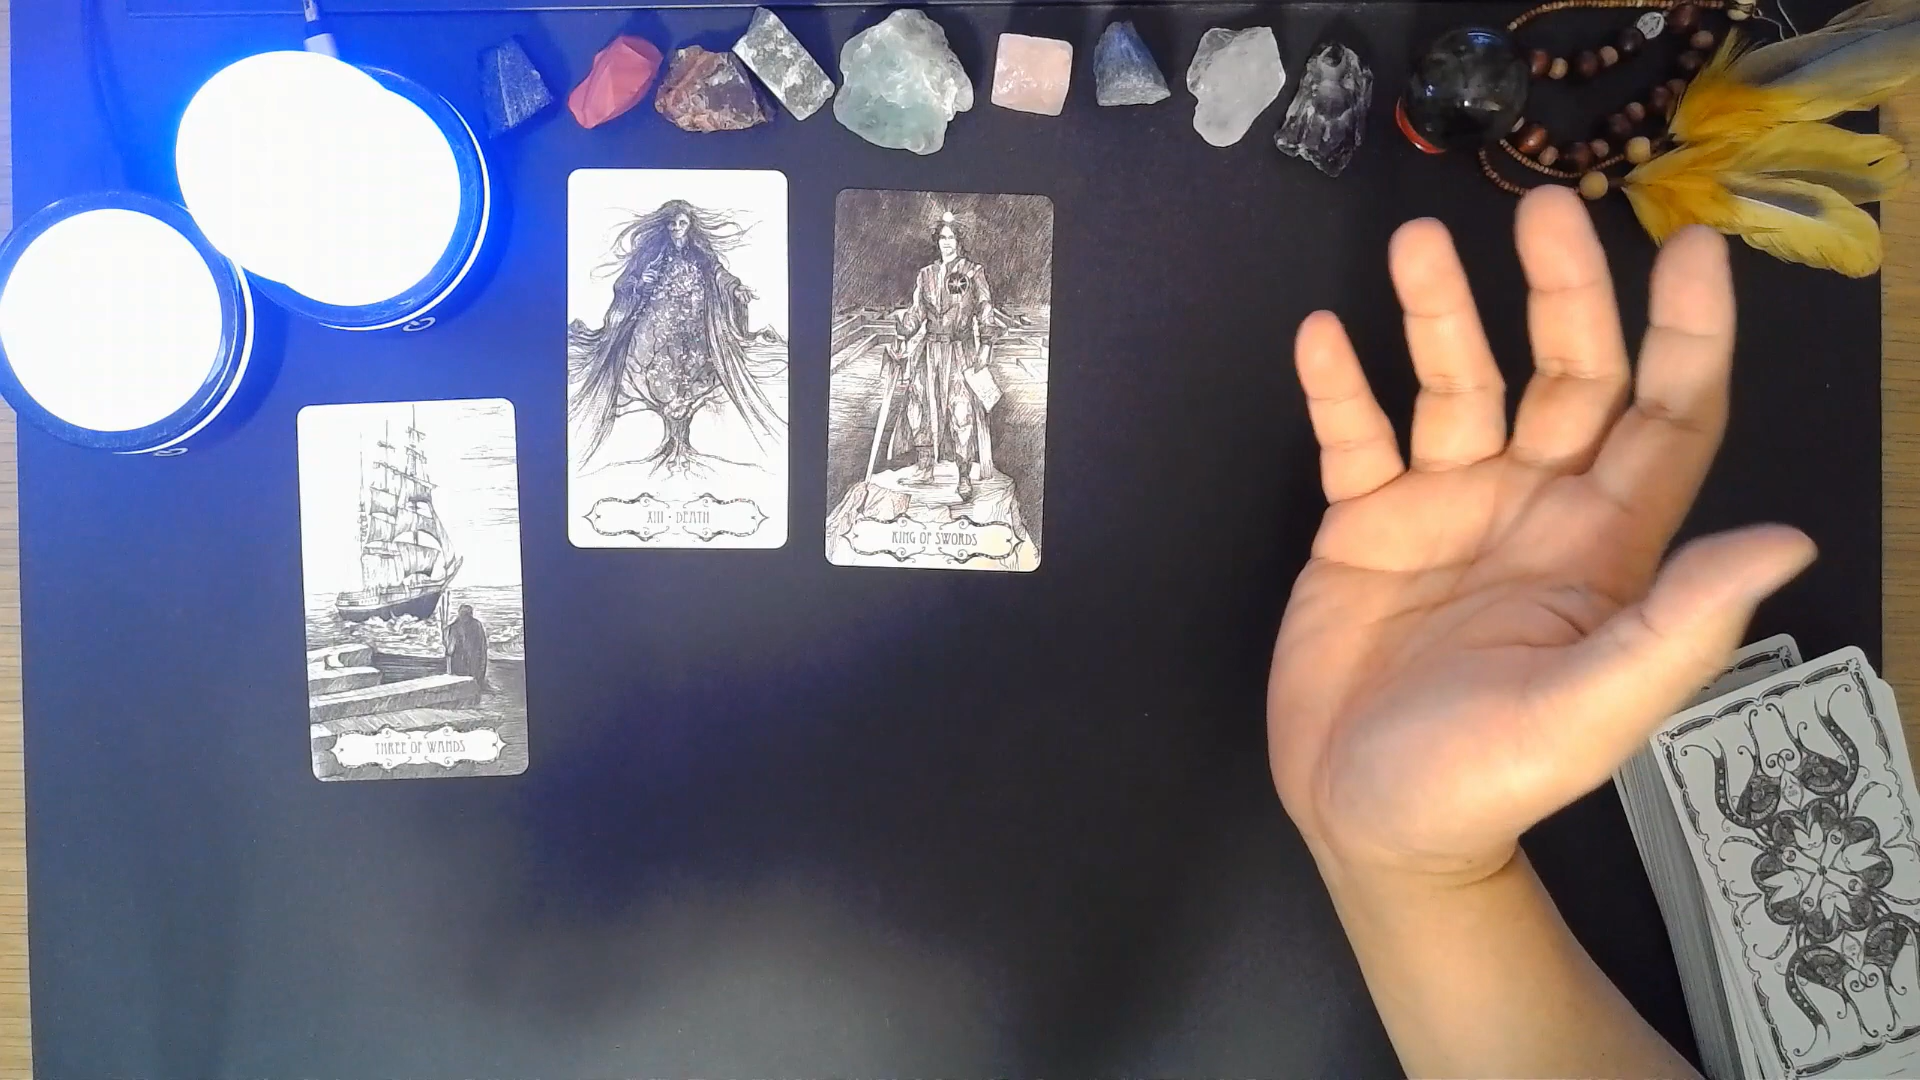 XIII • DEATH
KING OF SWORDS
THREE OF WANDS